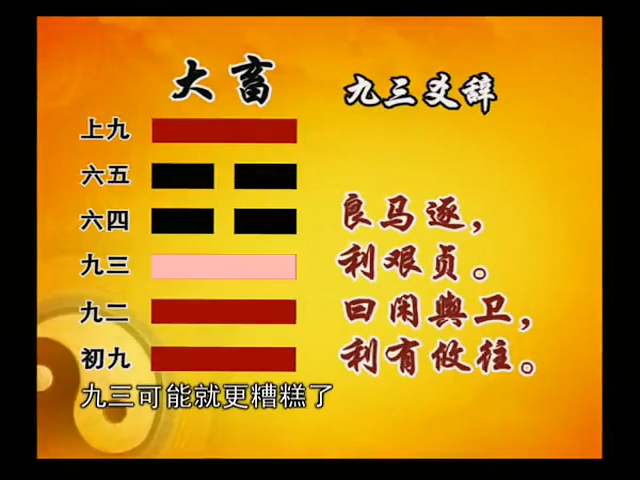 大畜
九三爻辞
上九
六五
六四
九三
九二
初九
良马逐，
利艰贞。
曰闲舆卫，
利有攸往。
九三可能就更糟糕了